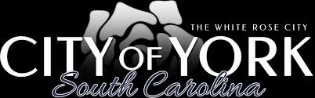 THE WHITE ROSE CITY
CITY OF YORK
South Carolina